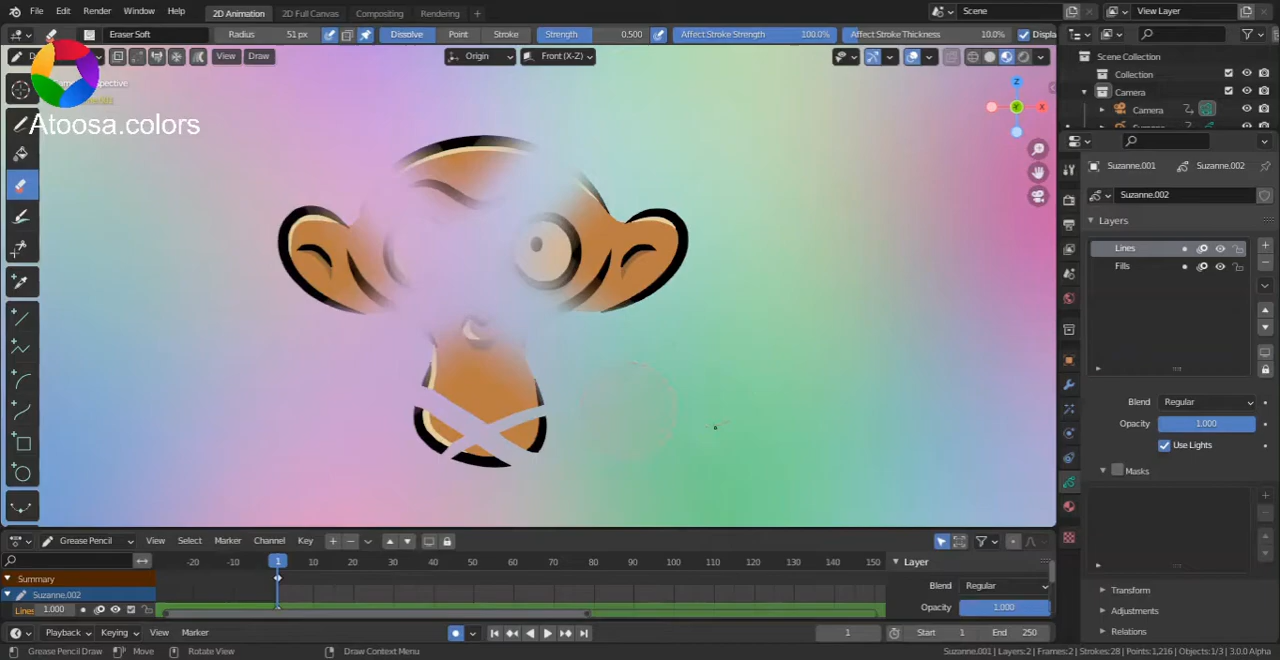 File Edit Render Window Help 2D Animation 2D Full Canvas Compositing Rendering + Scene View Layer
Eraser Soft Radius 51 px Dissolve Point Stroke Strength 0.500 Affect Stroke Strength 100.0% Affect Stroke Thickness 10.0% Displa
View Draw Origin Front (X-Z)
Atoosa.colors
Z
X
Scene Collection
Collection
Camera
Camera
Suzanne.001 Suzanne.002
Suzanne.002
Layers
Lines
Fills
Blend Regular
Opacity 1.000
Use Lights
Masks
Transform
Adjustments
Relations
Grease Pencil View Select Marker Channel Key
-20 -10 1 10 20 30 40 50 60 70 80 90 100 110 120 130 140 150
Summary
Suzanne.002
Lines 1.000
Layer
Blend Regular
Opacity 1.000
Playback Keying View Marker 1 Start 1 End 250
Grease Pencil Draw Move Rotate View Draw Context Menu Suzanne.001 | Layers:2 | Frames:2 | Strokes:28 | Points:1,216 | Objects:1/3 | 3.0.0 Alpha